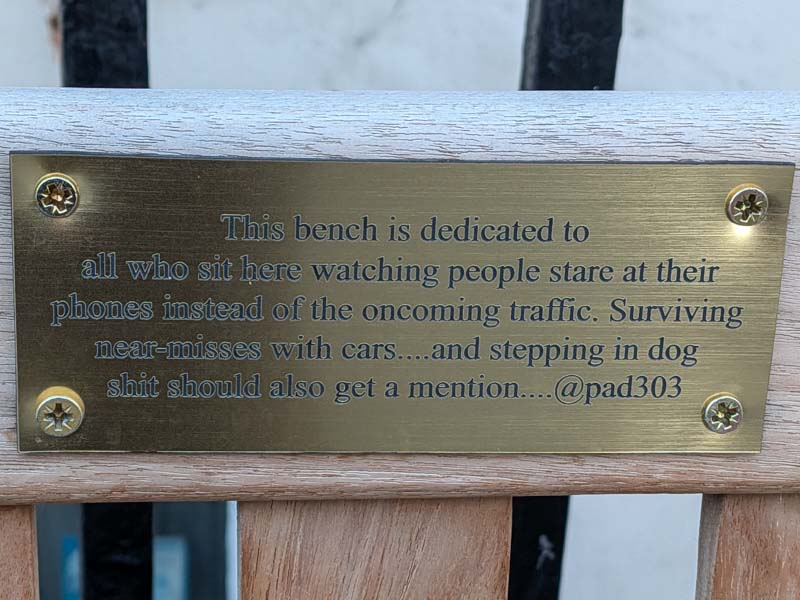 This bench is dedicated to
all who sit here watching people stare at their
phones instead of the oncoming traffic. Surviving
near-misses with cars....and stepping in dog
shit should also get a mention....@pad303